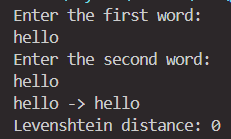 Enter the first word:
hello
Enter the second word:
hello
hello -> hello
Levenshtein distance: 0